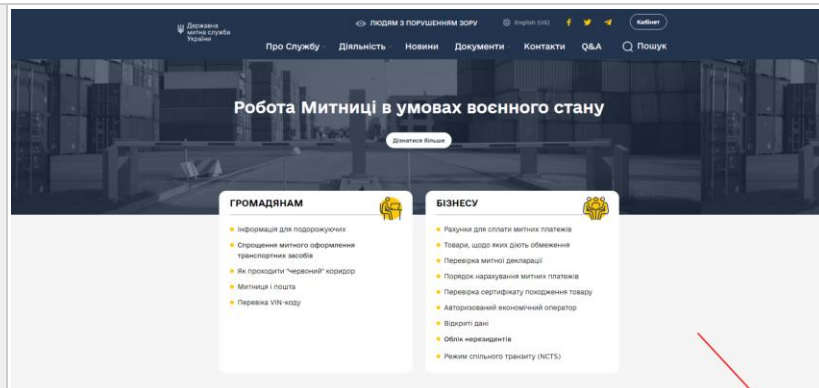 Державна
митна служба
України
ЛЮДЯМ З ПОРУШЕННЯМ ЗОРУ
English (US)
Кабінет
Про Службу
Діяльність
Новини
Документи
Контакти
Q&A
Пошук
Робота Митниці в умовах воєнного стану
Дізнатися більше
ГРОМАДЯНАМ
Інформація для подорожуючих
Спрощення митного оформлення
транспортних засобів
Як проходити "червоний" коридор
Митниця і пошта
Перевіка VIN-коду
БІЗНЕСУ
Рахунки для сплати митних платежів
Товари, щодо яких діють обмеження
Перевірка митної декларації
Порядок нарахування митних платежів
Перевірка сертифікату походження товару
Авторизований економічний оператор
Відкриті дані
Облік нерезидентів
Режим спільного транзиту (NCTS)